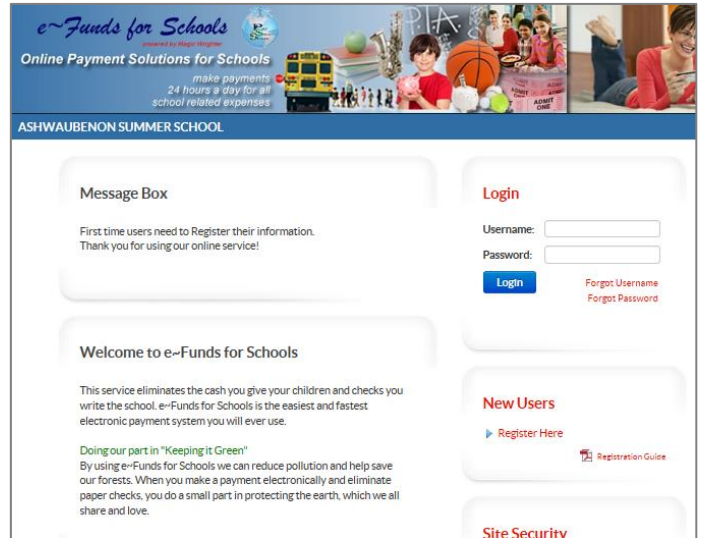 e~Funds for Schools
powered by Magic Wrighter
Online Payment Solutions for Schools
make payments
24 hours a day for all
school related expenses
PTA
ADMIT
ONE
ADMIT
ONE
ASHWAUBENON SUMMER SCHOOL
Message Box
First time users need to Register their information.
Thank you for using our online service!
Welcome to e~Funds for Schools
This service eliminates the cash you give your children and checks you
write the school. e~Funds for Schools is the easiest and fastest
electronic payment system you will ever use.
Doing our part in "Keeping it Green"
By using e~Funds for Schools we can reduce pollution and help save
our forests. When you make a payment electronically and eliminate
paper checks, you do a small part in protecting the earth, which we all
share and love.
Login
Username:
Password:
Login
Forgot Username
Forgot Password
New Users
Register Here
Registration Guide
Site Security